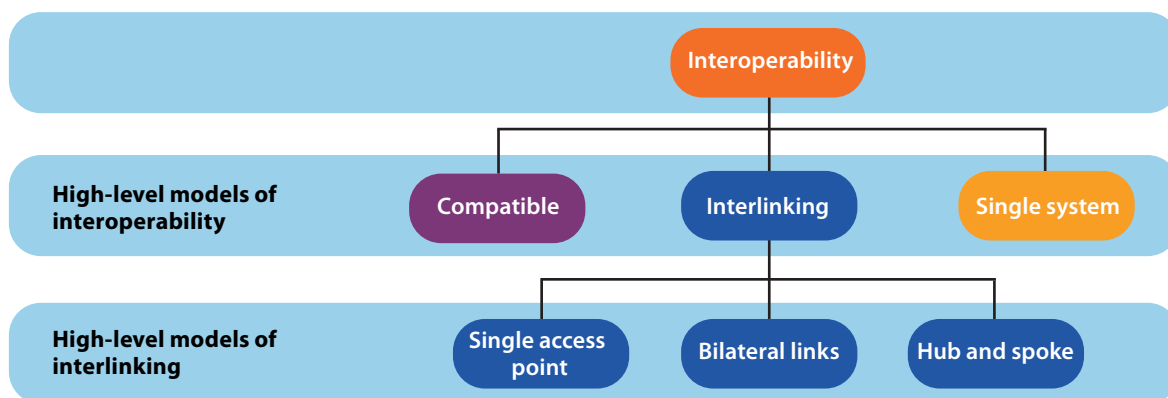 Interoperability
High-level models of
interoperability
Compatible
Interlinking
Single system
High-level models of
interlinking
Single access
point
Bilateral links
Hub and spoke